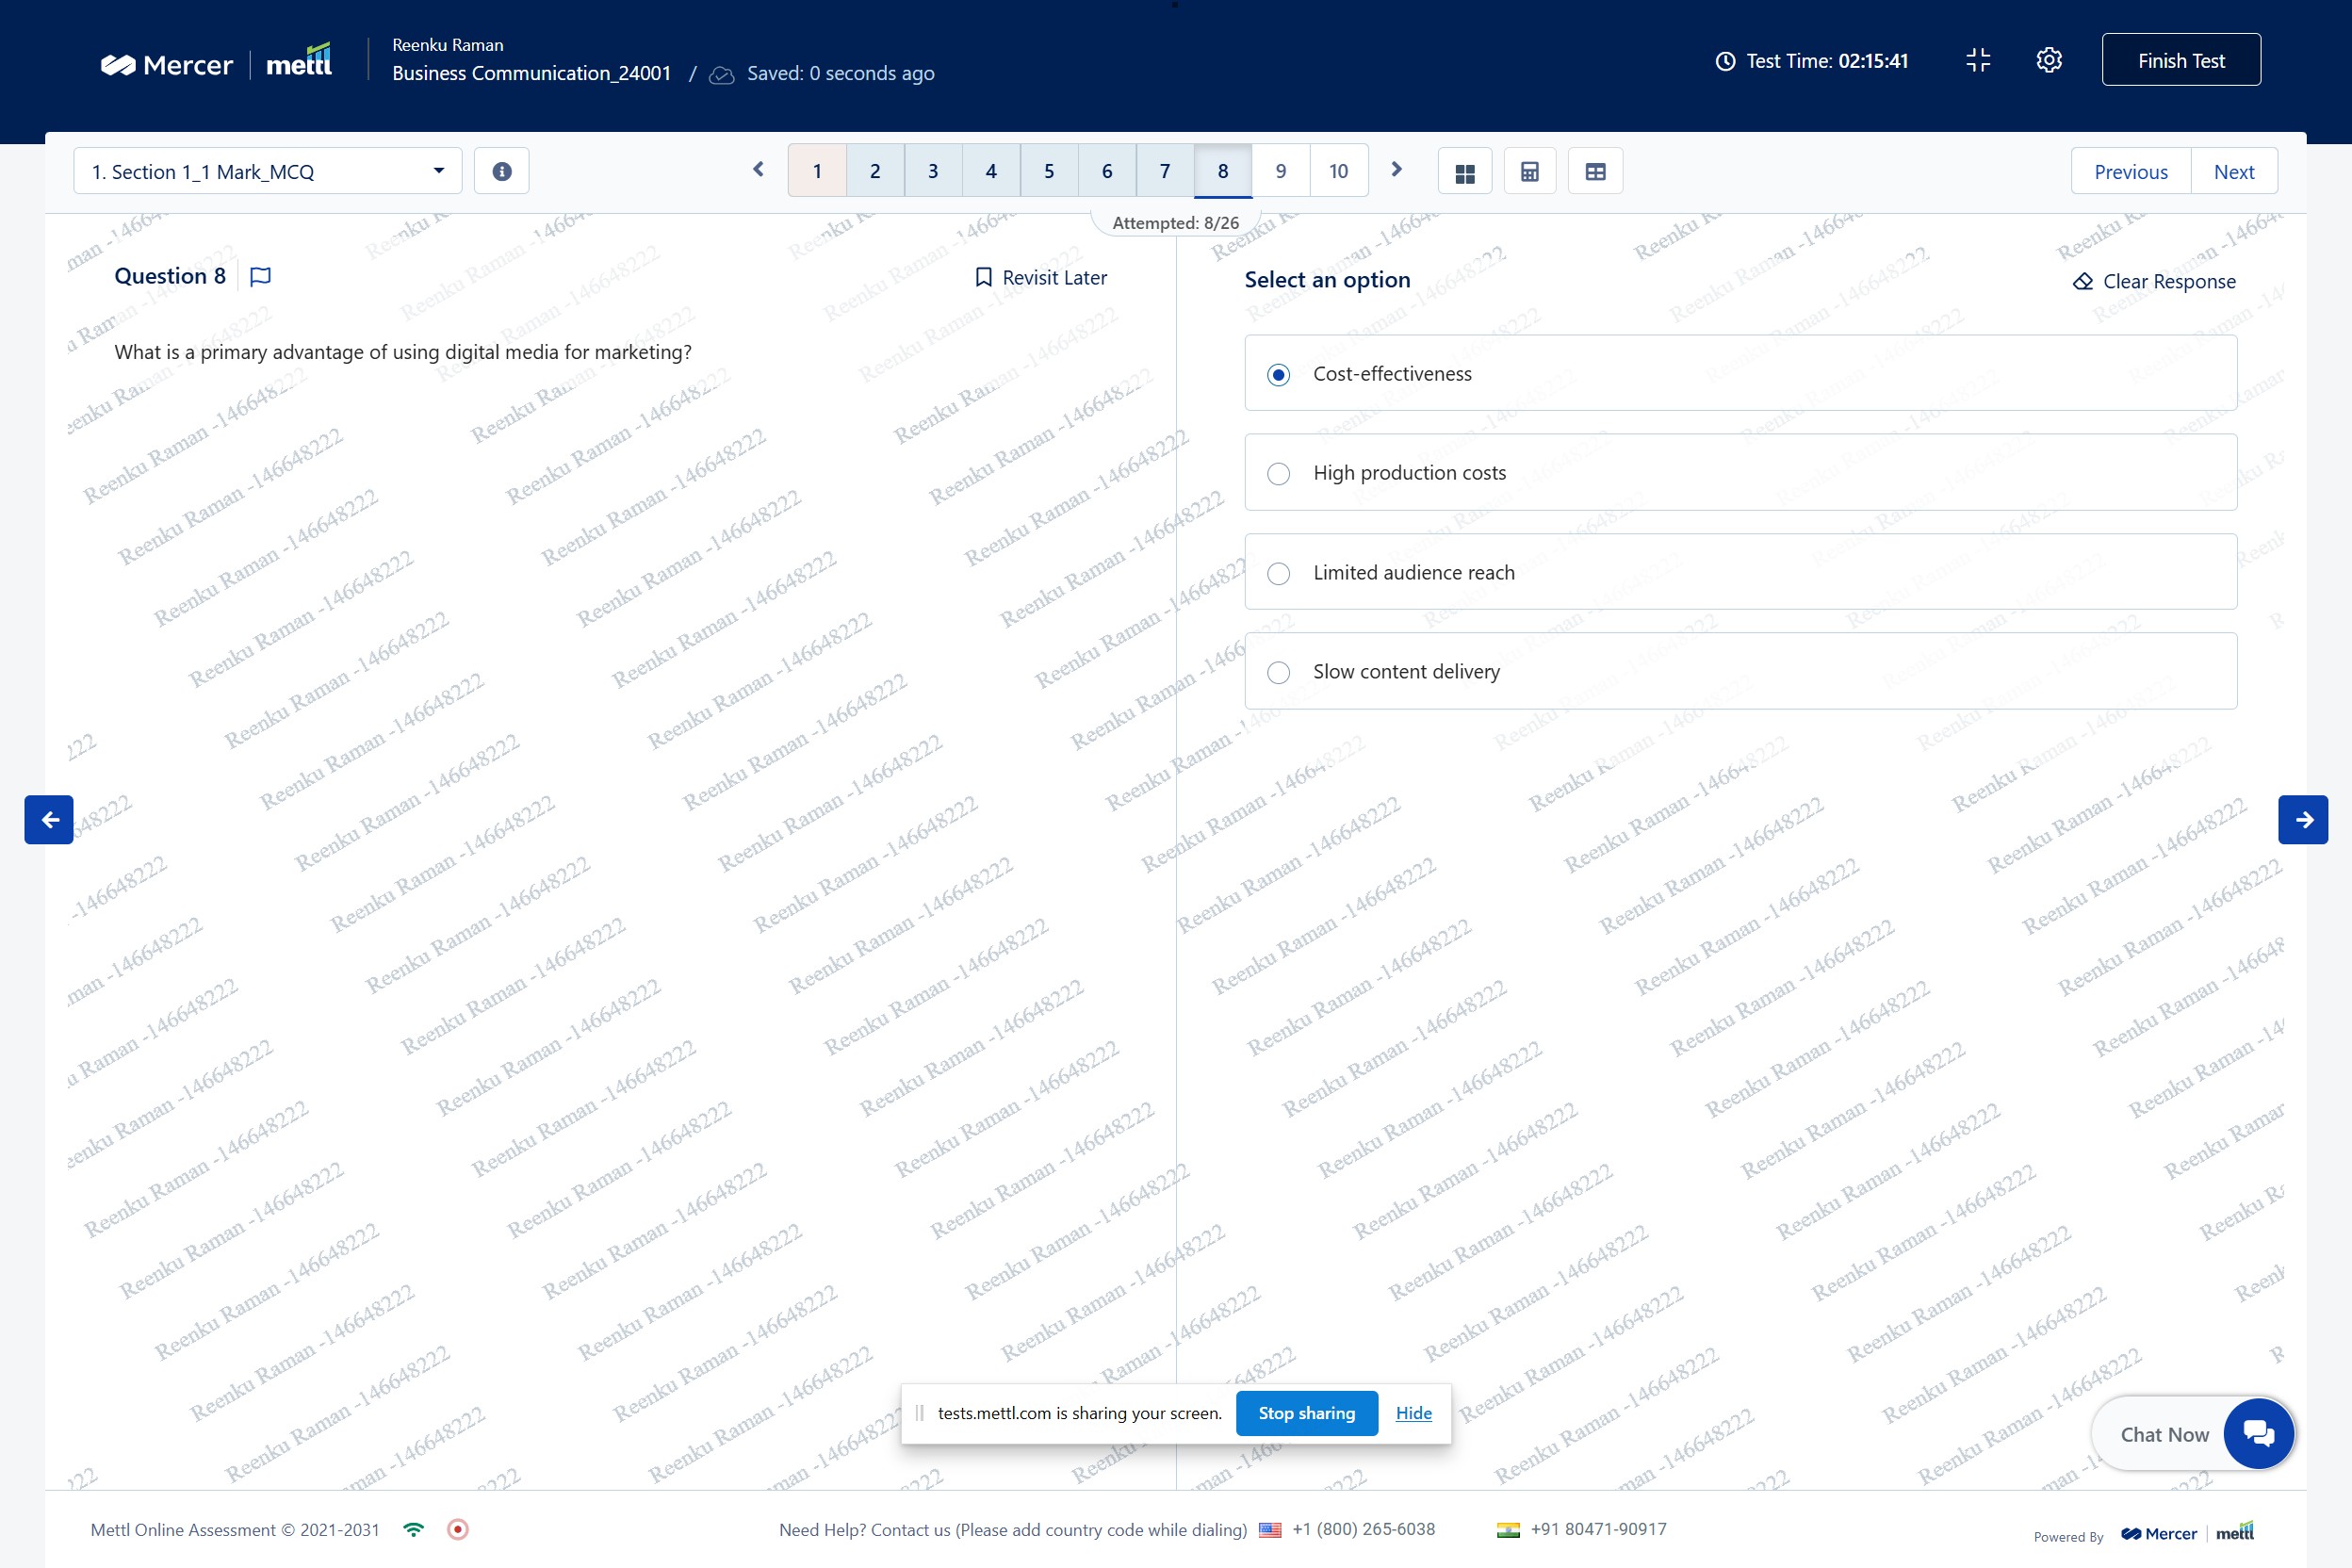 Mercer | mettl
Reenku Raman
Business Communication_24001 / Saved: 0 seconds ago
Test Time: 02:15:41
Finish Test
1. Section 1_1 Mark_MCQ
1 2 3 4 5 6 7 8 9 10
Previous Next
Attempted: 8/26
Question 8
Revisit Later
What is a primary advantage of using digital media for marketing?
Select an option
Clear Response
Cost-effectiveness
High production costs
Limited audience reach
Slow content delivery
Reenku Raman -146648222
tests.mettl.com is sharing your screen. Stop sharing Hide
Chat Now
Mettl Online Assessment © 2021-2031
Need Help? Contact us (Please add country code while dialing) +1 (800) 265-6038 +91 80471-90917
Powered By Mercer | mettl